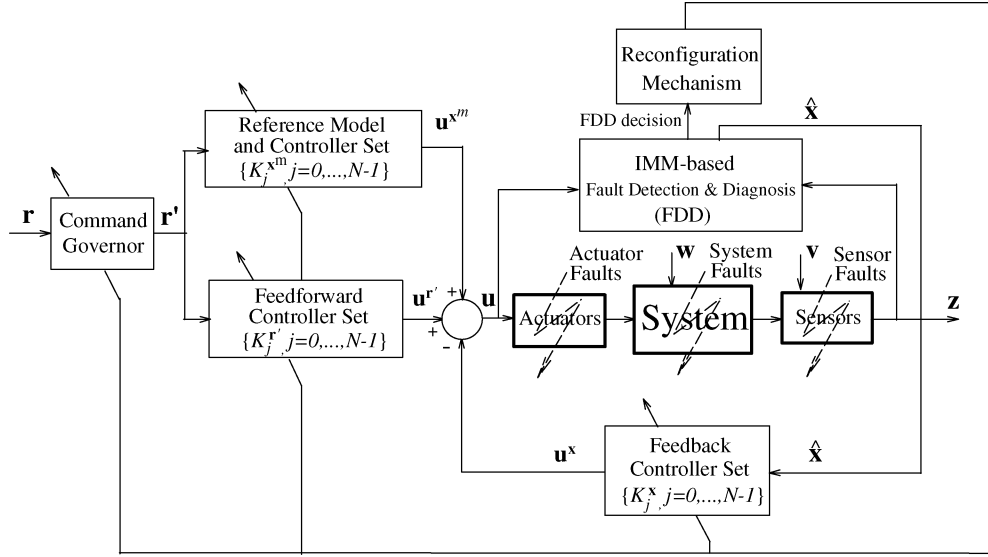 Reconfiguration
Mechanism
x̂
FDD decision
u^{x^m}
Reference Model
and Controller Set
{K_j^{x^m}, j=0,...,N-1}
IMM-based
Fault Detection & Diagnosis
(FDD)
r
Command
Governor
r'
w
v
Actuator
Faults
System
Faults
Sensor
Faults
Feedforward
Controller Set
{K_j^{r'}, j=0,...,N-1}
u^{r'}
+
+
-
u
Actuators
System
Sensors
z
u^x
Feedback
Controller Set
{K_j^x, j=0,...,N-1}
x̂